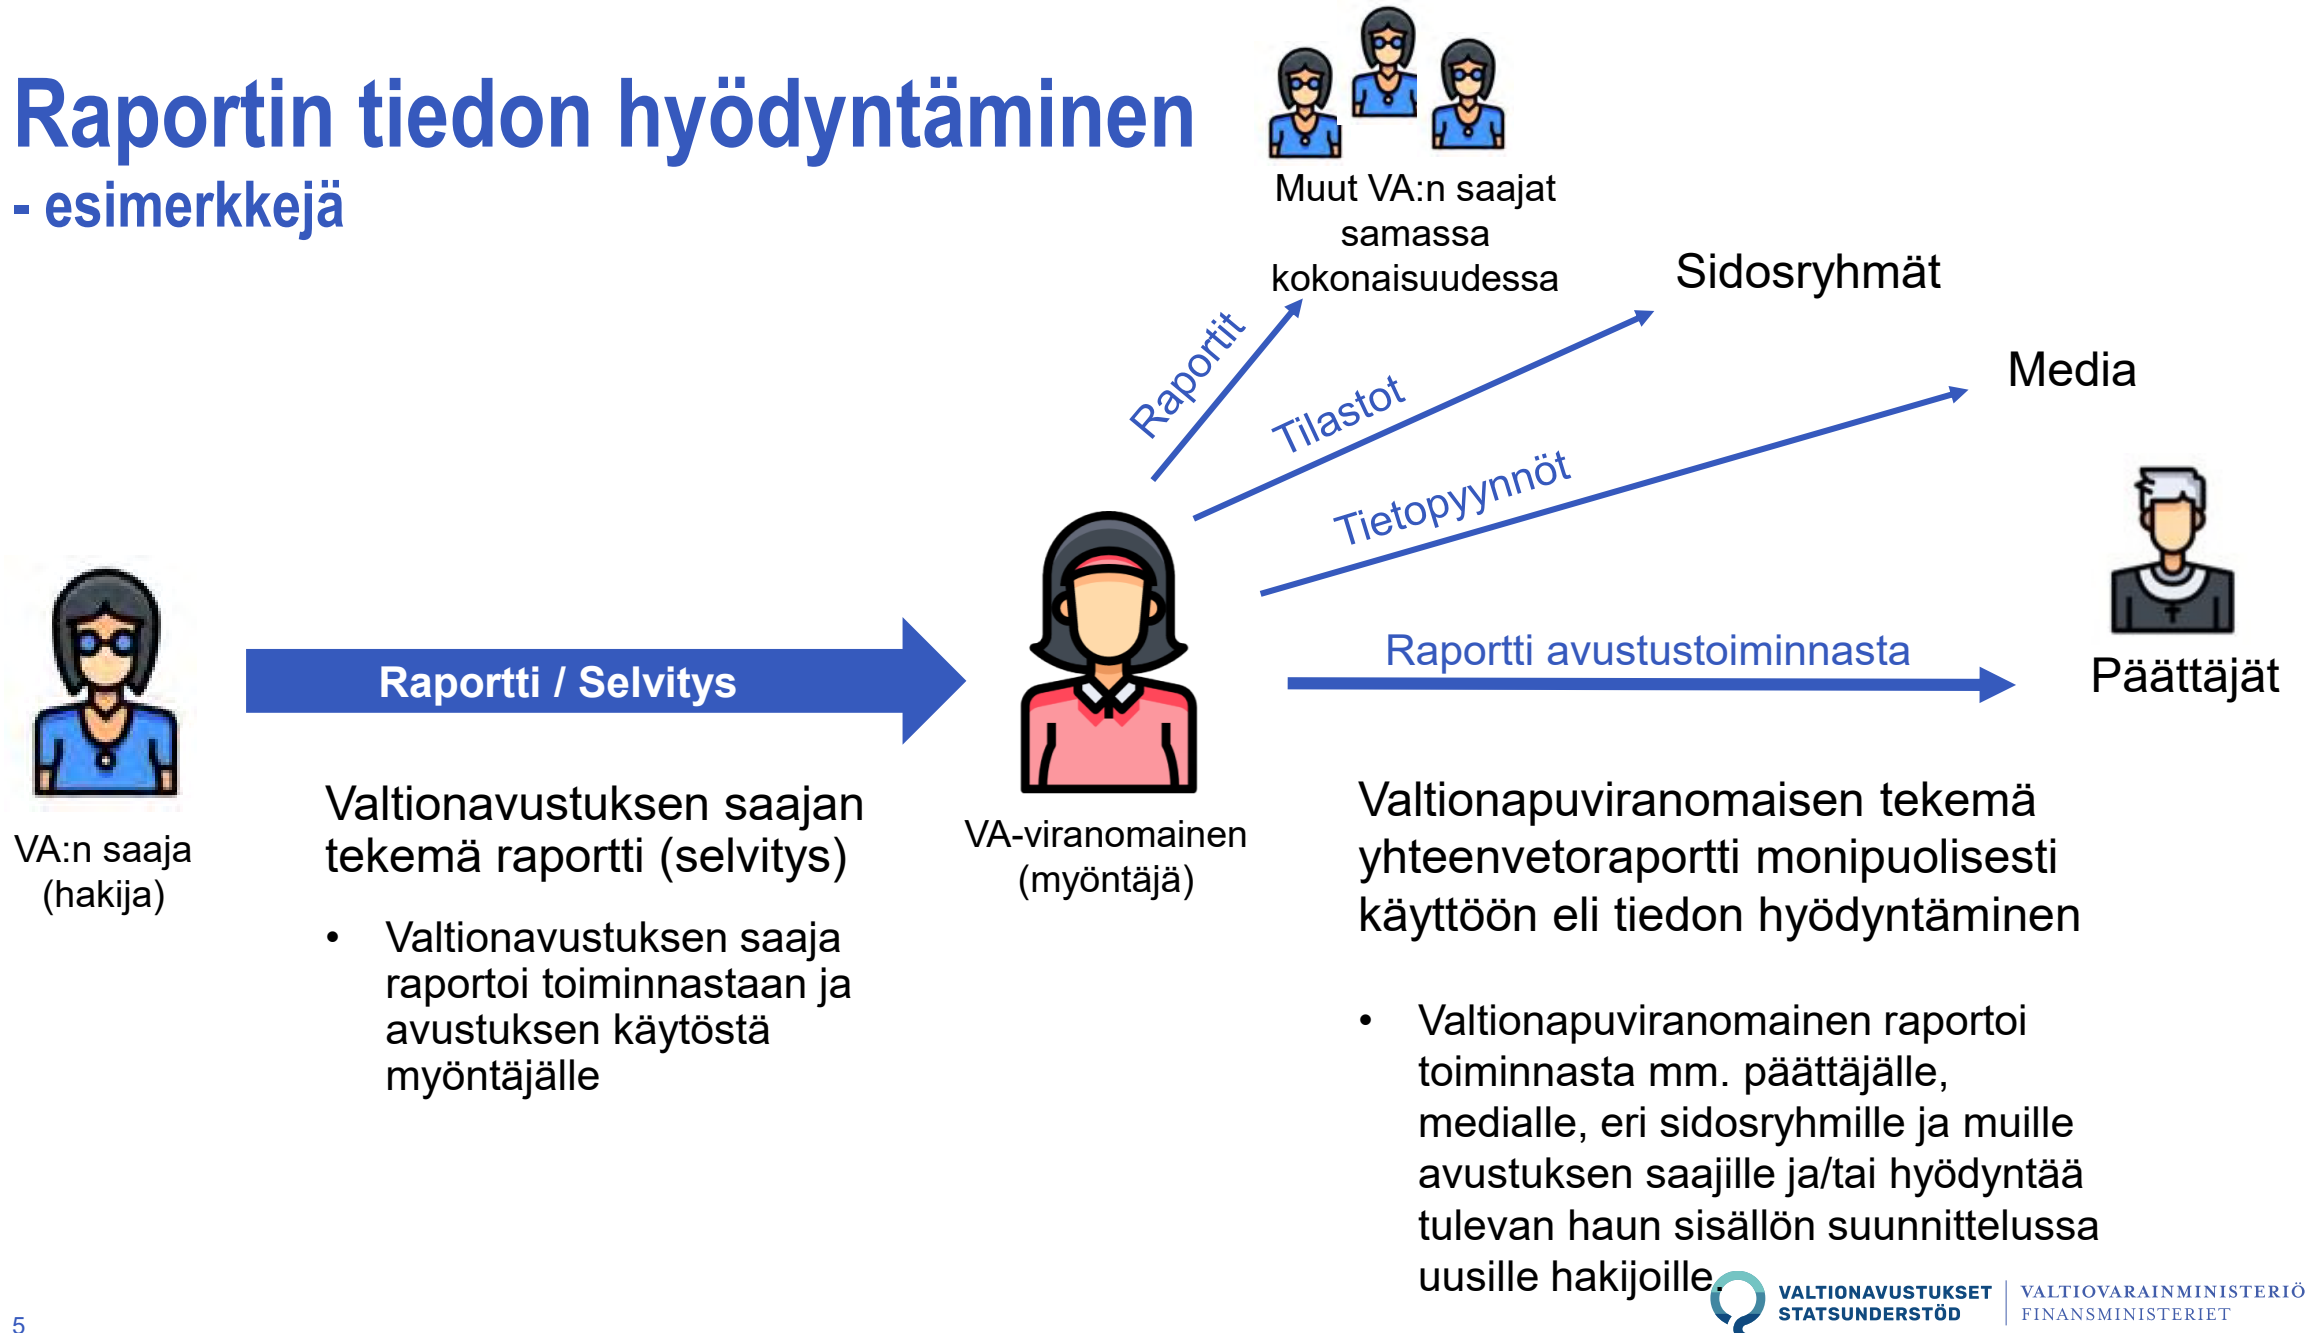 Raportin tiedon hyödyntäminen
- esimerkkejä
Muut VA:n saajat
samassa
kokonaisuudessa
Sidosryhmät
Media
Raportit
Tilastot
Tietopyynnöt
Raportti avustustoiminnasta
Päättäjät
Raportti / Selvitys
VA:n saaja
(hakija)
Valtionavustuksen saajan
tekemä raportti (selvitys)
• Valtionavustuksen saaja
raportoi toiminnastaan ja
avustuksen käytöstä
myöntäjälle
VA-viranomainen
(myöntäjä)
Valtionapuviranomaisen tekemä
yhteenvetoraportti monipuolisesti
käyttöön eli tiedon hyödyntäminen
• Valtionapuviranomainen raportoi
toiminnasta mm. päättäjälle,
medialle, eri sidosryhmille ja muille
avustuksen saajille ja/tai hyödyntää
tulevan haun sisällön suunnittelussa
uusille hakijoille.
VALTIONAVUSTUKSET
STATSUNDERSTÖD
VALTIOVARAINMINISTERIÖ
FINANSMINISTERIET
5